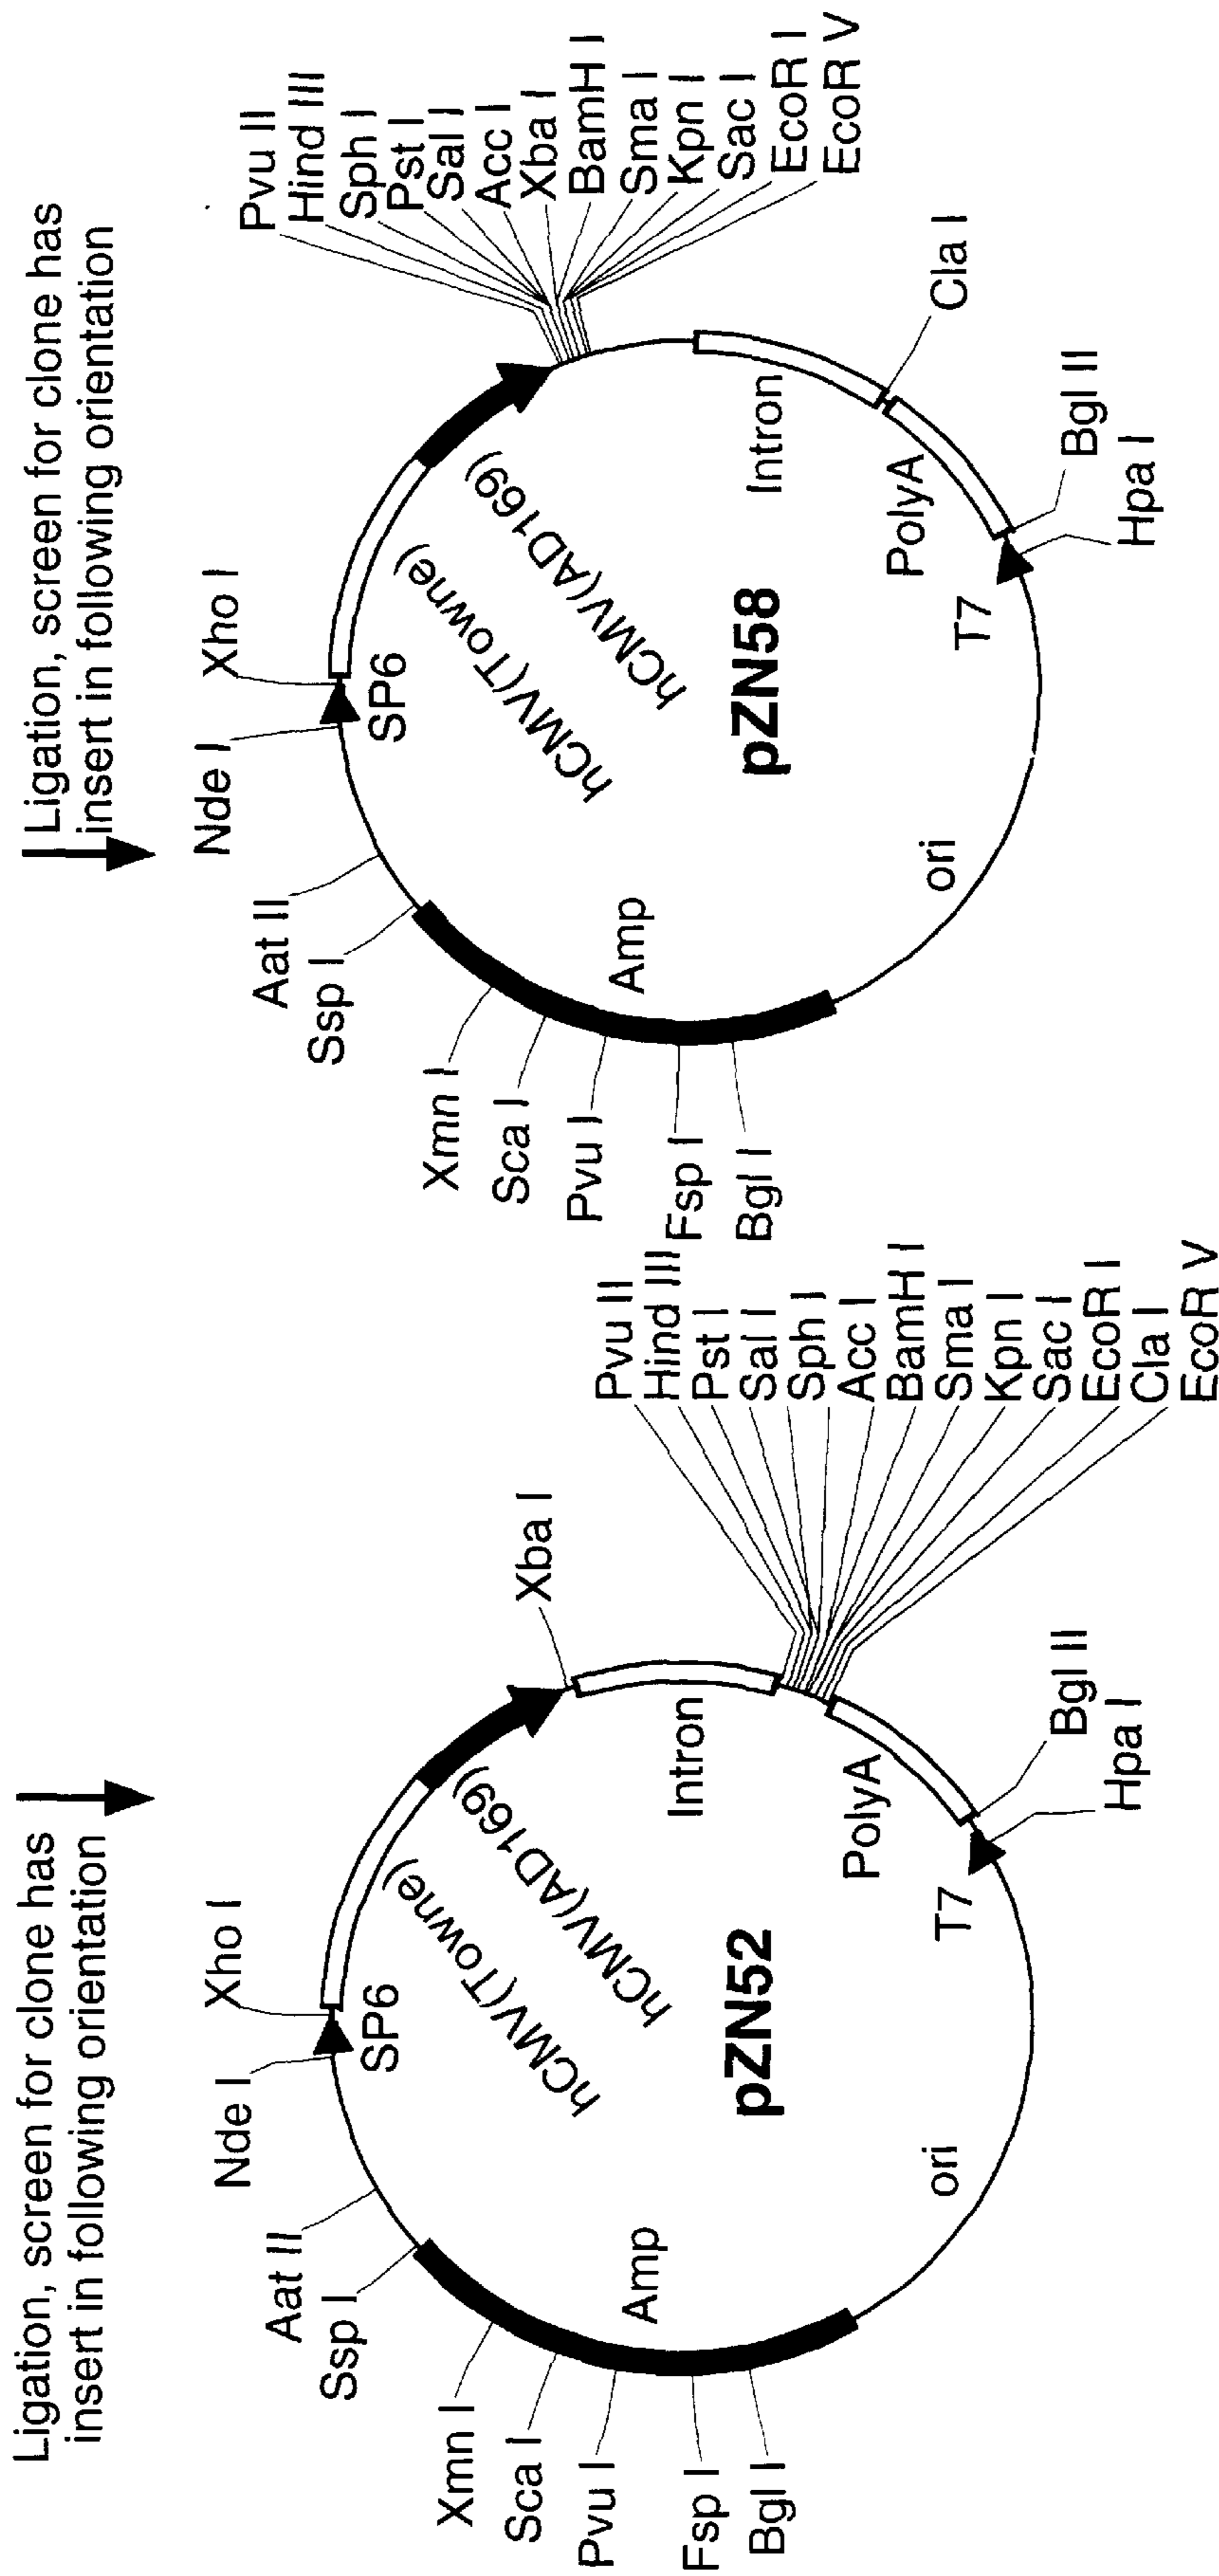 Ligation, screen for clone has
insert in following orientation
Nde I
Xho I
Aat II
Ssp I
SP6
Xmn I
Sca I
Pvu I
Fsp I
Bgl I
Amp
ori
hCMV(Towne)
hCMV(AD169)
pZN52
Xba I
Intron
Pvu II
Hind III
Pst I
Sal I
Sph I
Acc I
BamH I
Sma I
Kpn I
Sac I
EcoR I
Cla I
EcoR V
PolyA
T7
Bgl II
Hpa I
Ligation, screen for clone has
insert in following orientation
Nde I
Xho I
Aat II
Ssp I
SP6
Xmn I
Sca I
Pvu I
Fsp I
Bgl I
Amp
ori
hCMV(Towne)
hCMV(AD169)
pZN58
Pvu II
Hind III
Sph I
Pst I
Sal I
Acc I
Xba I
BamH I
Sma I
Kpn I
Sac I
EcoR I
EcoR V
Intron
Cla I
PolyA
T7
Bgl II
Hpa I